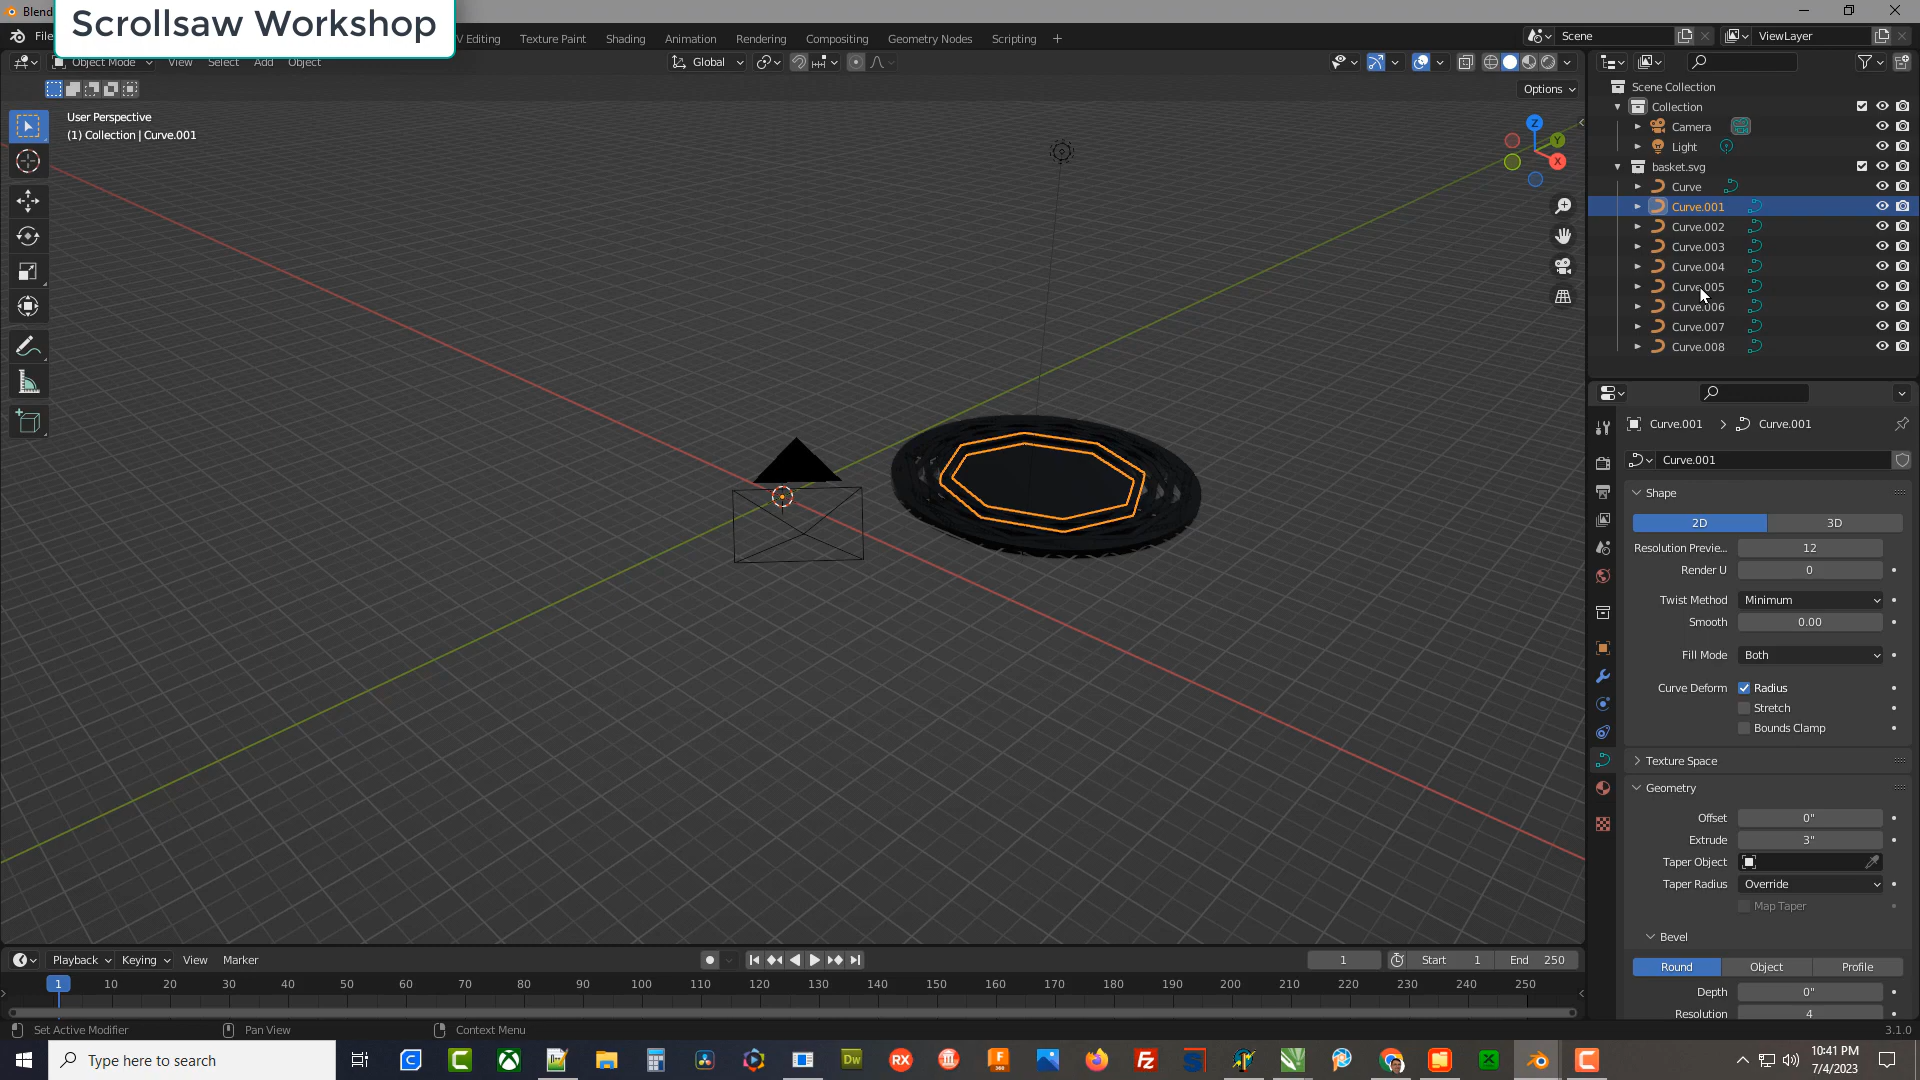 Blend
Scrollsaw Workshop
File
V Editing
Texture Paint
Shading
Animation
Rendering
Compositing
Geometry Nodes
Scripting
+
Scene
ViewLayer
Object Mode
View
Select
Add
Object
Global
Options
User Perspective
(1) Collection | Curve.001
Z
Y
X
Scene Collection
Collection
Camera
Light
basket.svg
Curve
Curve.001
Curve.002
Curve.003
Curve.004
Curve.005
Curve.006
Curve.007
Curve.008
Curve.001 > Curve.001
Curve.001
Shape
2D
3D
Resolution Previe... 12
Render U 0
Twist Method Minimum
Smooth 0.00
Fill Mode Both
Curve Deform Radius
Stretch
Bounds Clamp
Texture Space
Geometry
Offset 0"
Extrude 3"
Taper Object
Taper Radius Override
Map Taper
Bevel
Round
Object
Profile
Depth 0"
Resolution 4
Playback
Keying
View
Marker
1
Start 1
End 250
1 10 20 30 40 50 60 70 80 90 100 110 120 130 140 150 160 170 180 190 200 210 220 230 240 250
Set Active Modifier
Pan View
Context Menu
3.1.0
Type here to search
Dw
RX
F
360
Fz
10:41 PM
7/4/2023